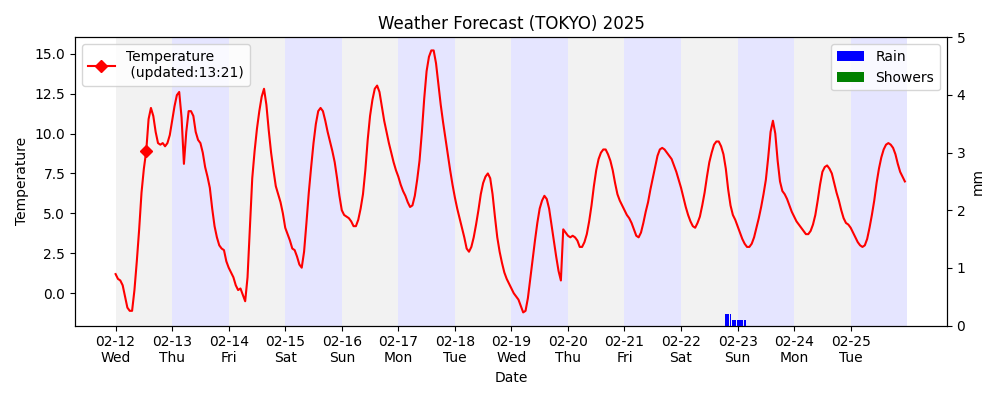 Weather Forecast (TOKYO) 2025
Temperature
(updated:13:21)
Rain
Showers
15.0
12.5
10.0
7.5
5.0
2.5
0.0
Temperature
5
4
3
2
1
0
mm
02-12 02-13 02-14 02-15 02-16 02-17 02-18 02-19 02-20 02-21 02-22 02-23 02-24 02-25
Wed Thu Fri Sat Sun Mon Tue Wed Thu Fri Sat Sun Mon Tue
Date